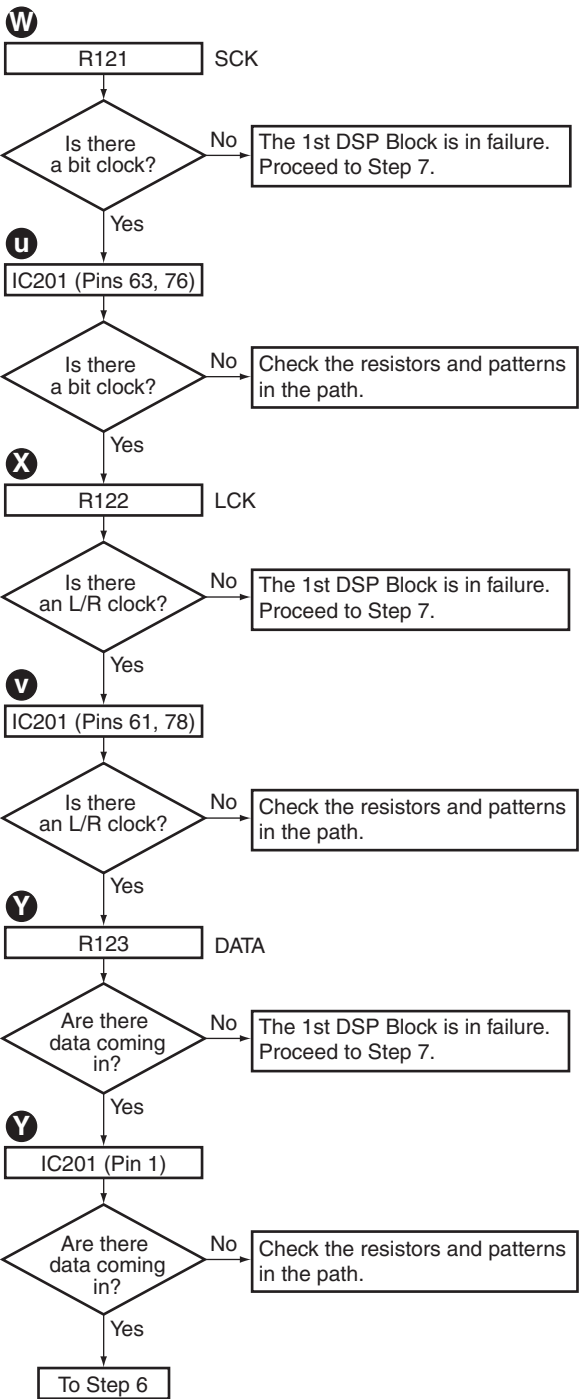 W
R121 SCK
Is there
a bit clock?
No
The 1st DSP Block is in failure.
Proceed to Step 7.
Yes
u
IC201 (Pins 63, 76)
Is there
a bit clock?
No
Check the resistors and patterns
in the path.
Yes
X
R122 LCK
Is there
an L/R clock?
No
The 1st DSP Block is in failure.
Proceed to Step 7.
Yes
v
IC201 (Pins 61, 78)
Is there
an L/R clock?
No
Check the resistors and patterns
in the path.
Yes
Y
R123 DATA
Are there
data coming
in?
No
The 1st DSP Block is in failure.
Proceed to Step 7.
Yes
Y
IC201 (Pin 1)
Are there
data coming
in?
No
Check the resistors and patterns
in the path.
Yes
To Step 6